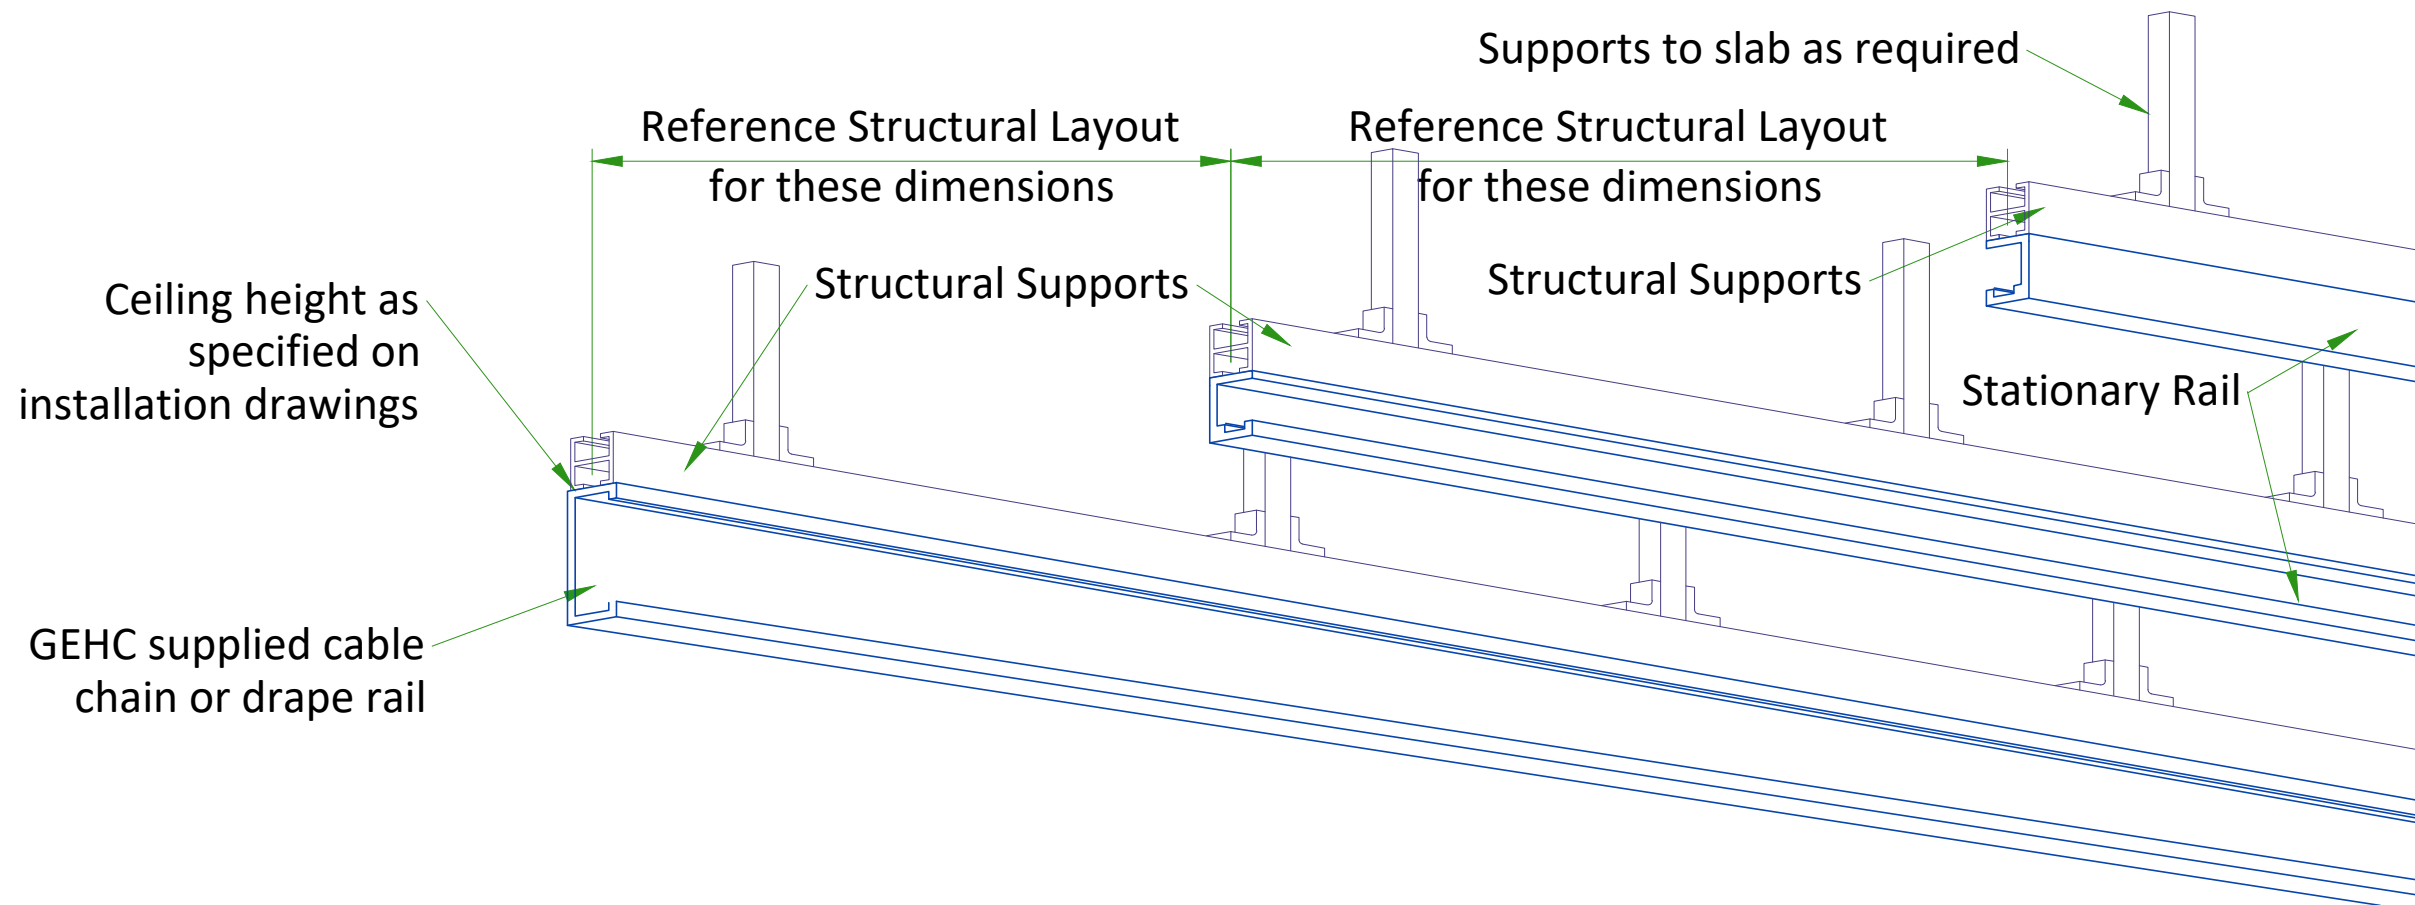 Supports to slab as required
Reference Structural Layout
for these dimensions
Reference Structural Layout
for these dimensions
Structural Supports
Structural Supports
Ceiling height as
specified on
installation drawings
Stationary Rail
GEHC supplied cable
chain or drape rail